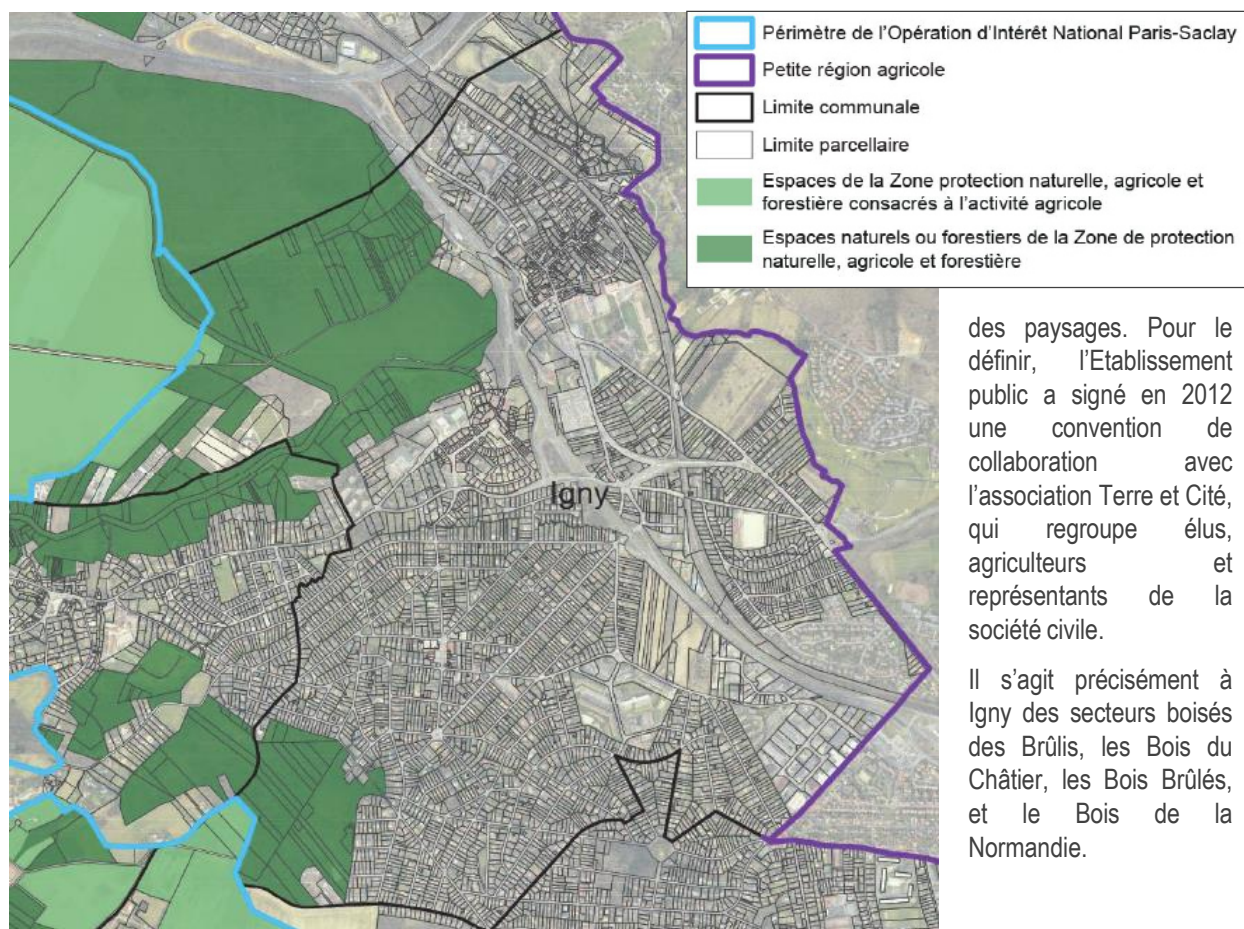 Périmètre de l'Opération d'Intérêt National Paris-Saclay
Petite région agricole
Limite communale
Limite parcellaire
Espaces de la Zone protection naturelle, agricole et
forestière consacrés à l'activité agricole
Espaces naturels ou forestiers de la Zone de protection
naturelle, agricole et forestière
Igny
des paysages. Pour le
définir, l'Etablissement
public a signé en 2012
une convention de
collaboration avec
l'association Terre et Cité,
qui regroupe élus,
agriculteurs et
représentants de la
société civile.
Il s'agit précisément à
Igny des secteurs boisés
des Brûlis, les Bois du
Châtier, les Bois Brûlés,
et le Bois de la
Normandie.